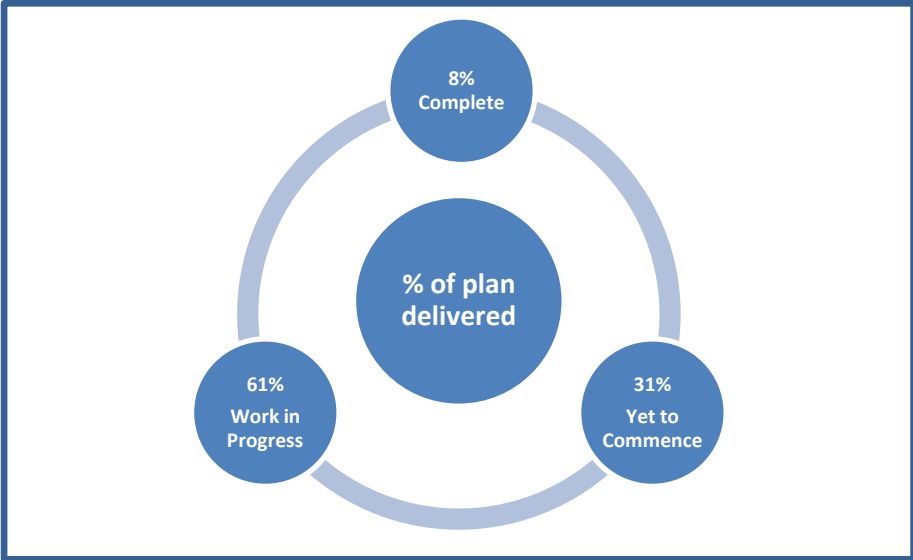 8%
Complete
% of plan
delivered
61%
Work in
Progress
31%
Yet to
Commence